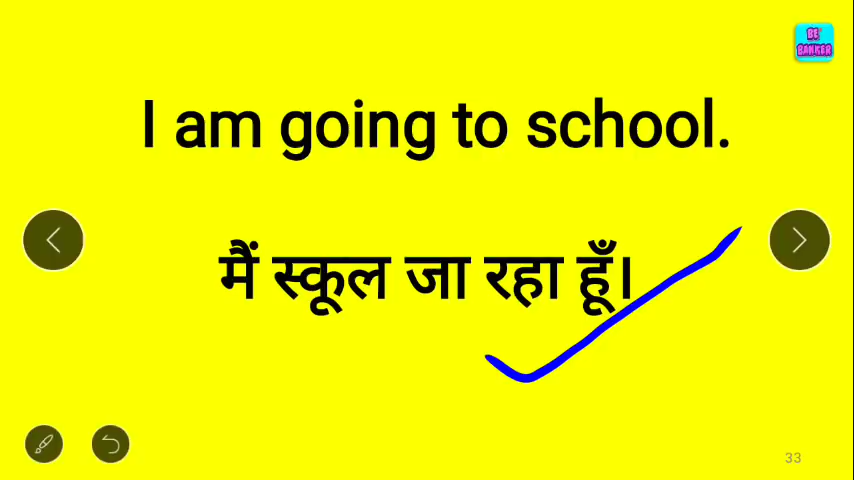 BE
BANKER
I am going to school.
मैं स्कूल जा रहा हूँ।
33